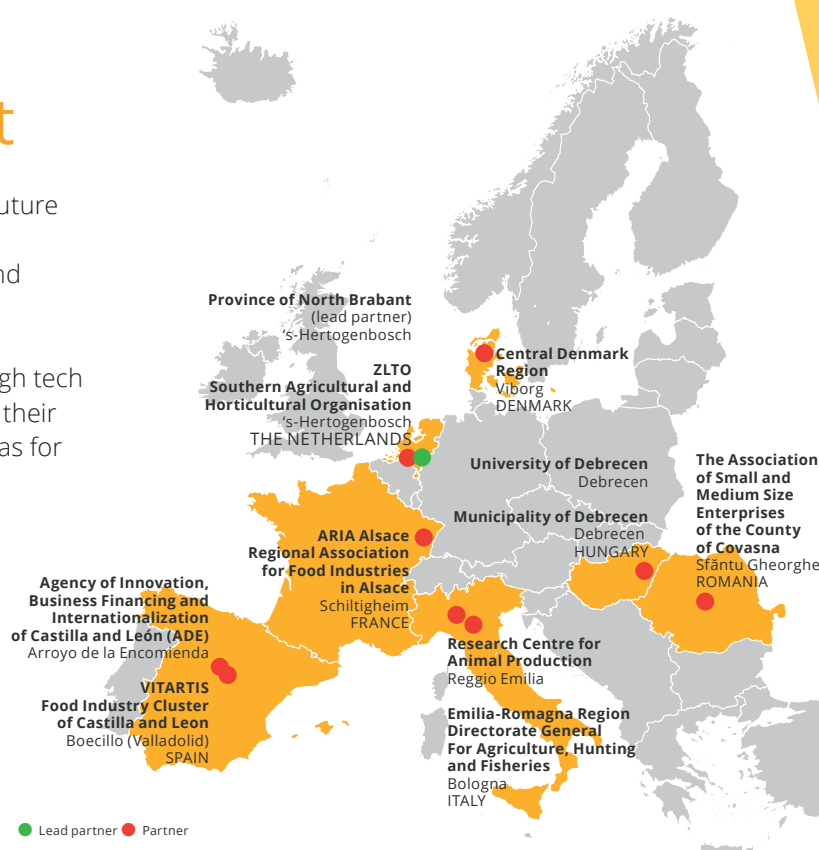 t
uture
nd
gh tech
their
as for
Province of North Brabant
(lead partner)
‘s-Hertogenbosch
ZLTO
Southern Agricultural and
Horticultural Organisation
‘s-Hertogenbosch
THE NETHERLANDS
Central Denmark
Region
Viborg
DENMARK
University of Debrecen
Debrecen
Municipality of Debrecen
Debrecen
HUNGARY
The Association
of Small and
Medium Size
Enterprises
of the County
of Covasna
Sfăntu Gheorghe
ROMANIA
ARIA Alsace
Regional Association
for Food Industries
in Alsace
Schiltigheim
FRANCE
Agency of Innovation,
Business Financing and
Internationalization
of Castilla and León (ADE)
Arroyo de la Encomienda
VITARTIS
Food Industry Cluster
of Castilla and Leon
Boecillo (Valladolid)
SPAIN
Research Centre for
Animal Production
Reggio Emilia
Emilia-Romagna Region
Directorate General
For Agriculture, Hunting
and Fisheries
Bologna
ITALY
Lead partner Partner